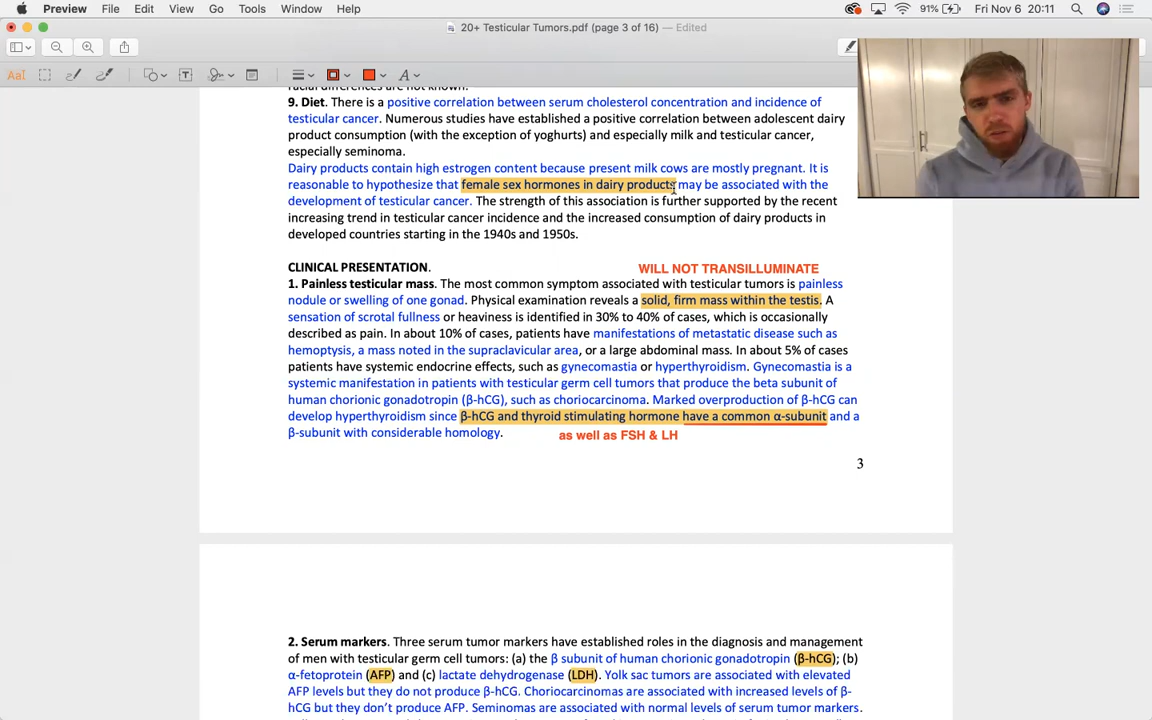 Preview File Edit View Go Tools Window Help 91% Fri Nov 6 20:11
20+ Testicular Tumors.pdf (page 3 of 16) — Edited
9. Diet. There is a positive correlation between serum cholesterol concentration and incidence of
testicular cancer. Numerous studies have established a positive correlation between adolescent dairy
product consumption (with the exception of yoghurts) and especially milk and testicular cancer,
especially seminoma.
Dairy products contain high estrogen content because present milk cows are mostly pregnant. It is
reasonable to hypothesize that female sex hormones in dairy products may be associated with the
development of testicular cancer. The strength of this association is further supported by the recent
increasing trend in testicular cancer incidence and the increased consumption of dairy products in
developed countries starting in the 1940s and 1950s.
CLINICAL PRESENTATION.
WILL NOT TRANSILLUMINATE
1. Painless testicular mass. The most common symptom associated with testicular tumors is painless
nodule or swelling of one gonad. Physical examination reveals a solid, firm mass within the testis. A
sensation of scrotal fullness or heaviness is identified in 30% to 40% of cases, which is occasionally
described as pain. In about 10% of cases, patients have manifestations of metastatic disease such as
hemoptysis, a mass noted in the supraclavicular area, or a large abdominal mass. In about 5% of cases
patients have systemic endocrine effects, such as gynecomastia or hyperthyroidism. Gynecomastia is a
systemic manifestation in patients with testicular germ cell tumors that produce the beta subunit of
human chorionic gonadotropin (β-hCG), such as choriocarcinoma. Marked overproduction of β-hCG can
develop hyperthyroidism since β-hCG and thyroid stimulating hormone have a common α-subunit and a
β-subunit with considerable homology.
as well as FSH & LH
3
2. Serum markers. Three serum tumor markers have established roles in the diagnosis and management
of men with testicular germ cell tumors: (a) the β subunit of human chorionic gonadotropin (β-hCG); (b)
α-fetoprotein (AFP) and (c) lactate dehydrogenase (LDH). Yolk sac tumors are associated with elevated
AFP levels but they do not produce β-hCG. Choriocarcinomas are associated with increased levels of β-
hCG but they don't produce AFP. Seminomas are associated with normal levels of serum tumor markers.